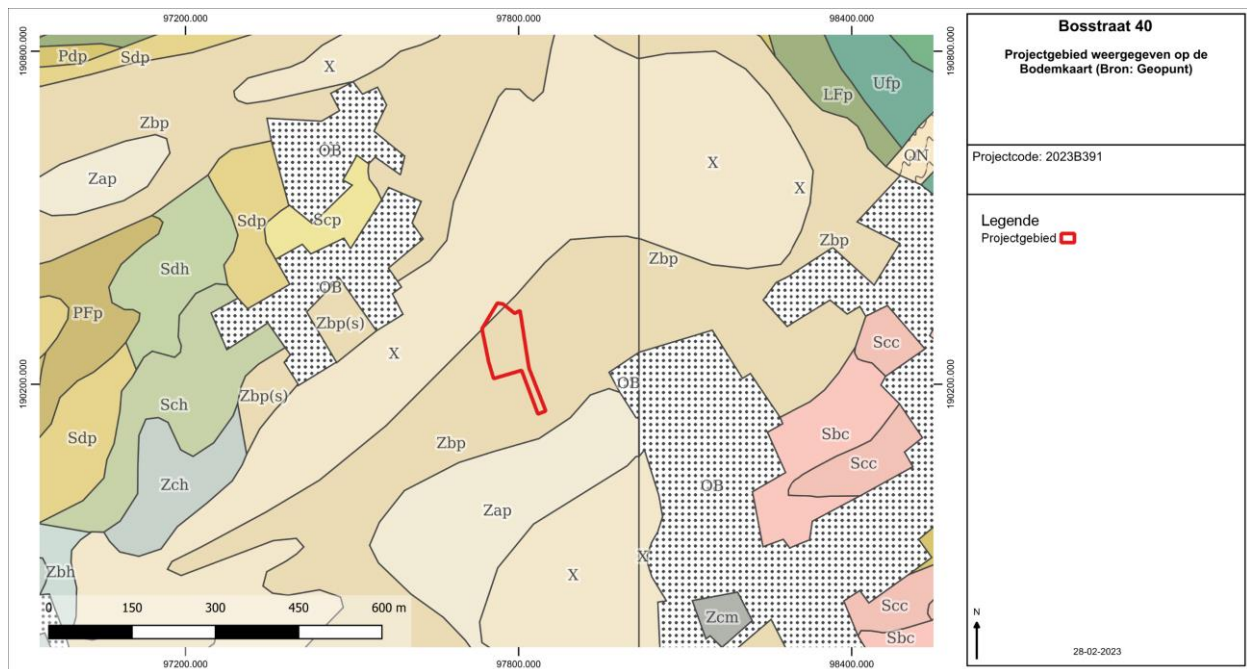 97200.000 97800.000 98400.000
190800.000 190800.000
Pdp Sdp X LFp Ufp
Zbp OB ON
Zap X X
Sdp Scp
Sdh Zbp Zbp
OB
PFp Zbp(s) Scc
X
OB
190200.000 190200.000
Zbp(s)
Sch
Sdp Zbp Sbc
Scc
Zch OB
Zap
X X
Zbh
0 150 300 450 600 m
Zcm Scc
Sbc
97200.000 97800.000 98400.000
Bosstraat 40
Projectgebied weergegeven op de
Bodemkaart (Bron: Geopunt)
Projectcode: 2023B391
Legende
Projectgebied
N
28-02-2023